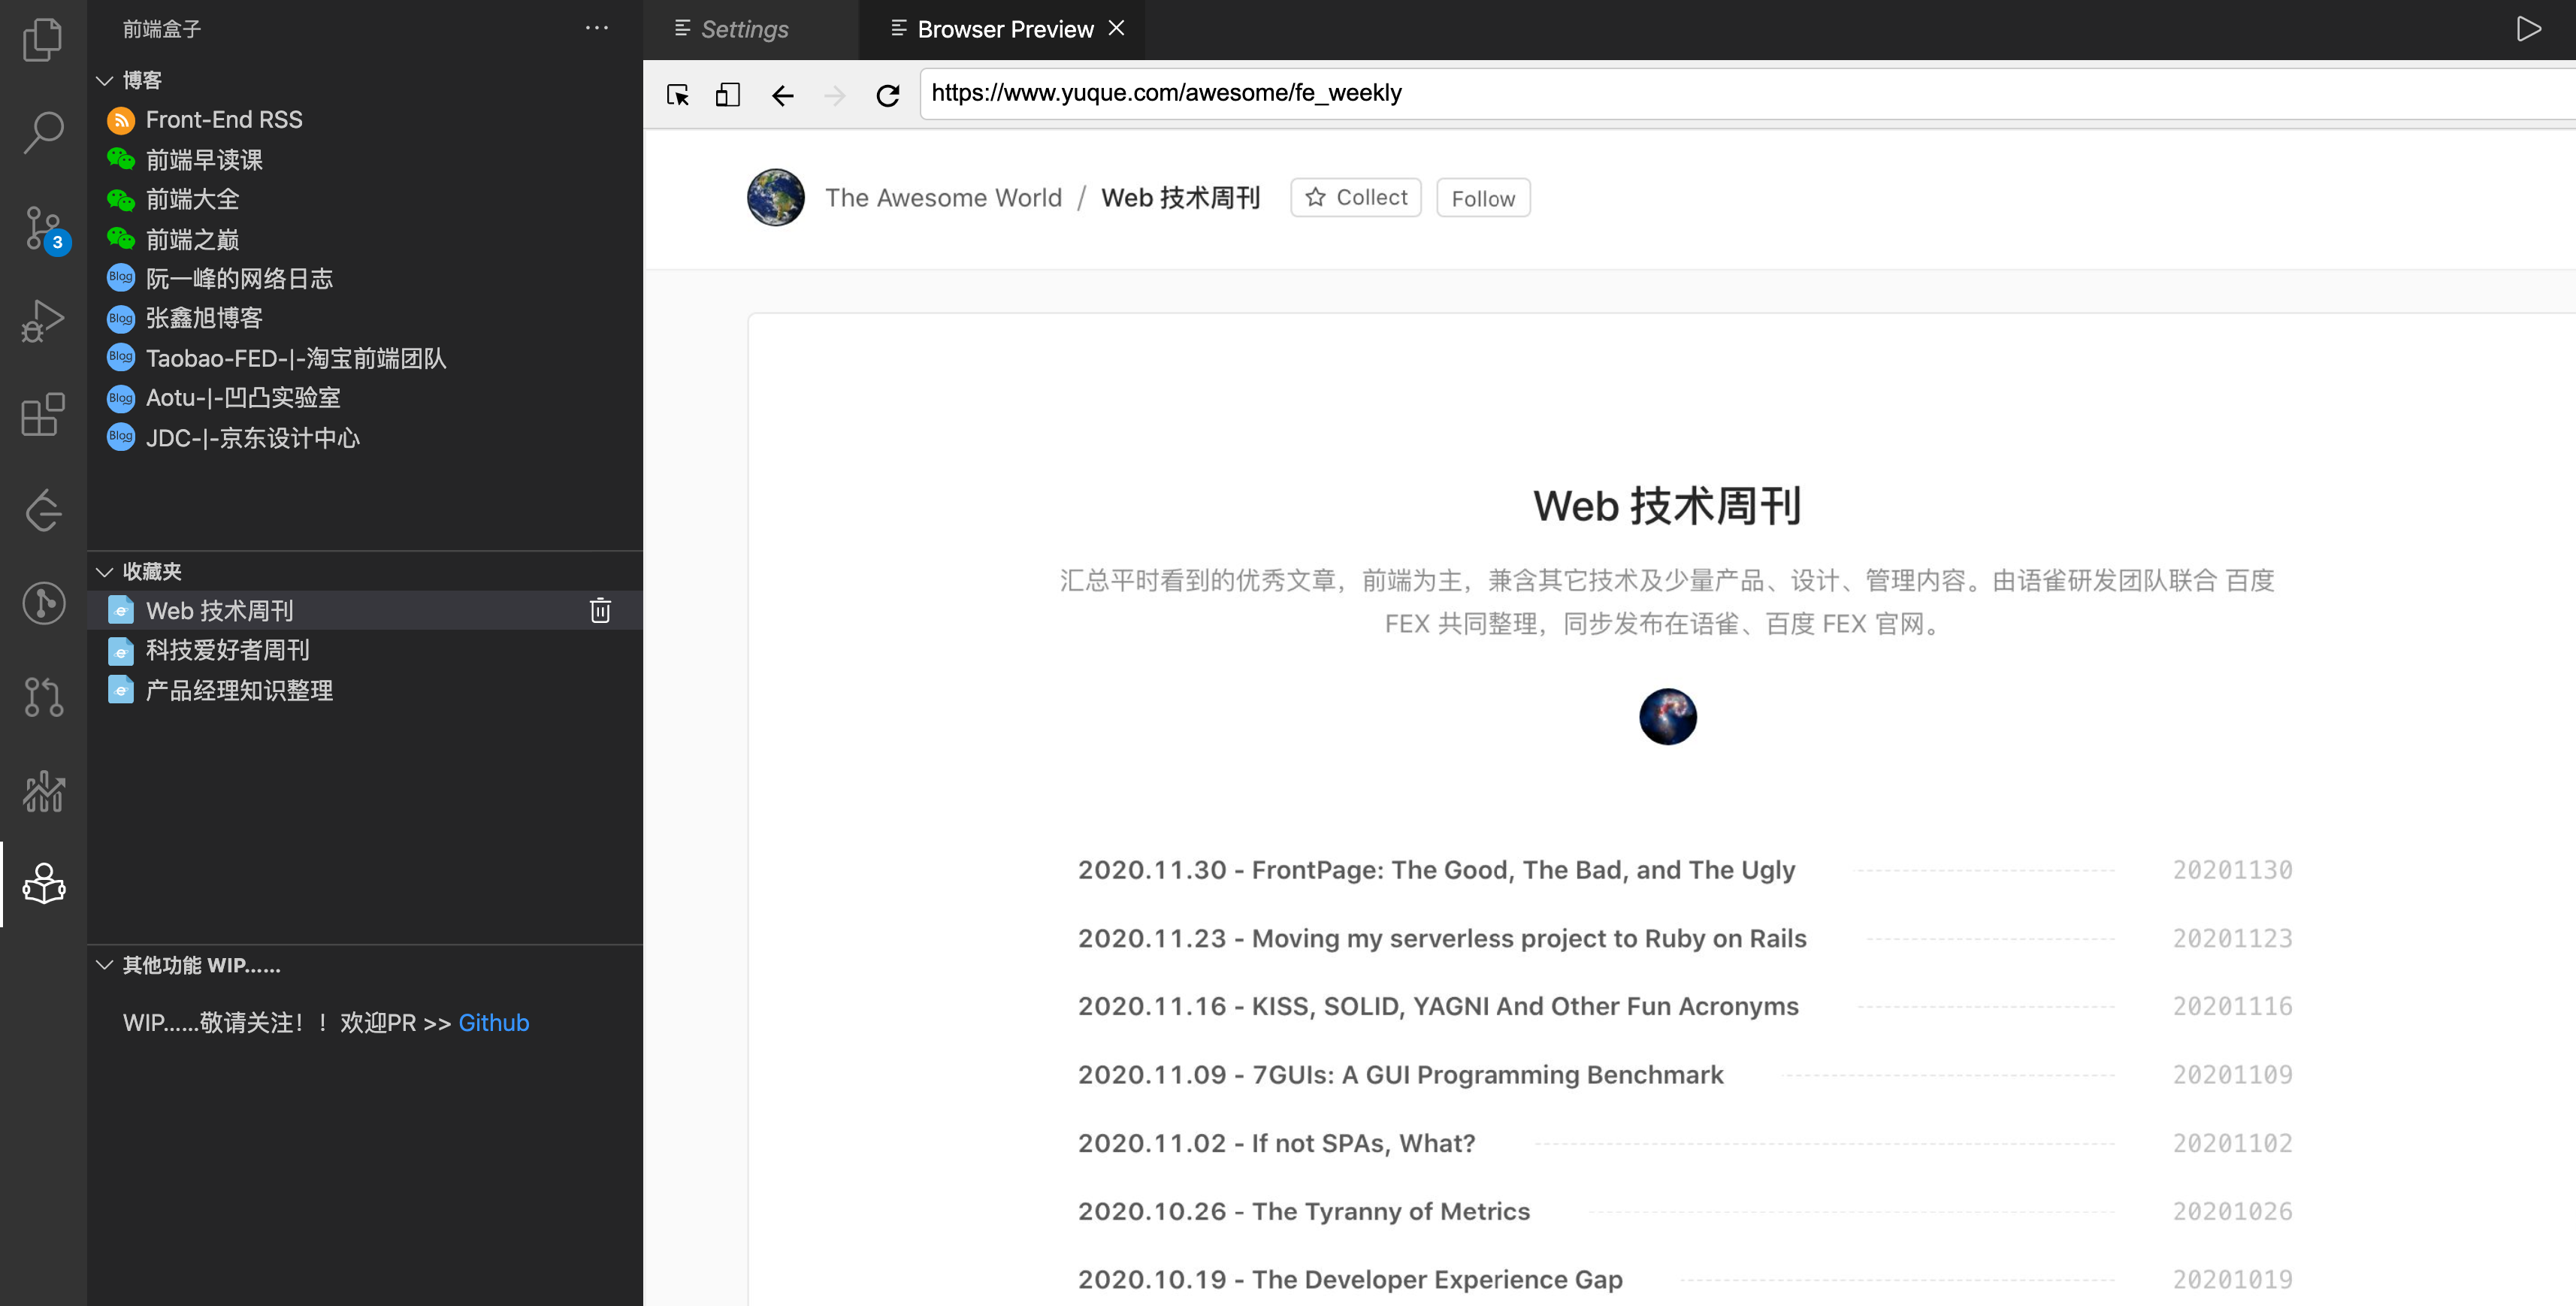 前端盒子
博客
Front-End RSS
前端早读课
前端大全
前端之巅
Blog 阮一峰的网络日志
Blog 张鑫旭博客
Blog Taobao-FED-|-淘宝前端团队
Blog Aotu-|-凹凸实验室
Blog JDC-|-京东设计中心
3
收藏夹
Web 技术周刊
科技爱好者周刊
产品经理知识整理
其他功能 WIP......
WIP......敬请关注！！欢迎PR >> Github
Settings
Browser Preview
https://www.yuque.com/awesome/fe_weekly
The Awesome World / Web 技术周刊
Collect
Follow
Web 技术周刊
汇总平时看到的优秀文章，前端为主，兼含其它技术及少量产品、设计、管理内容。由语雀研发团队联合 百度
FEX 共同整理，同步发布在语雀、百度 FEX 官网。
2020.11.30 - FrontPage: The Good, The Bad, and The Ugly 20201130
2020.11.23 - Moving my serverless project to Ruby on Rails 20201123
2020.11.16 - KISS, SOLID, YAGNI And Other Fun Acronyms 20201116
2020.11.09 - 7GUIs: A GUI Programming Benchmark 20201109
2020.11.02 - If not SPAs, What? 20201102
2020.10.26 - The Tyranny of Metrics 20201026
2020.10.19 - The Developer Experience Gap 20201019